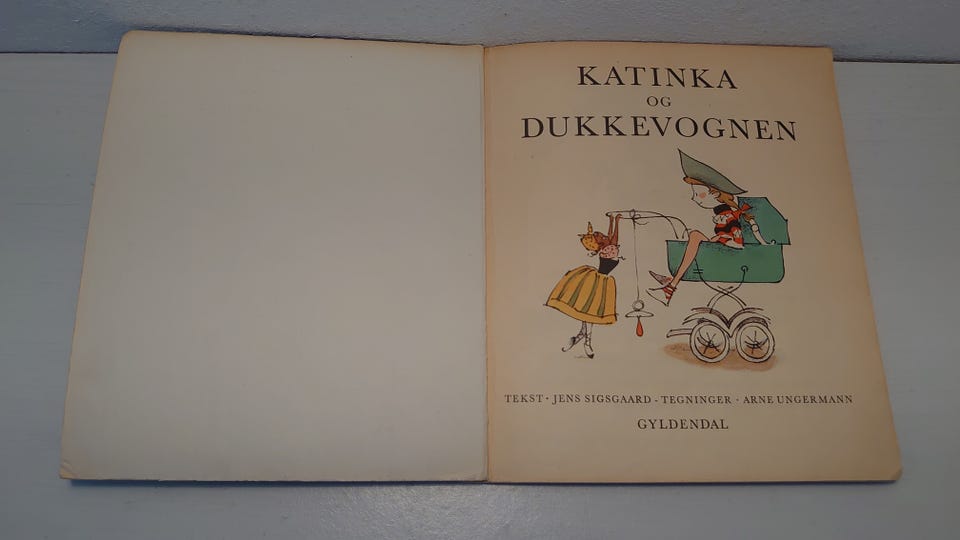 KATINKA
OG
DUKKEVOGNEN
TEKST · JENS SIGSGAARD - TEGNINGER · ARNE UNGERMANN
GYLDENDAL